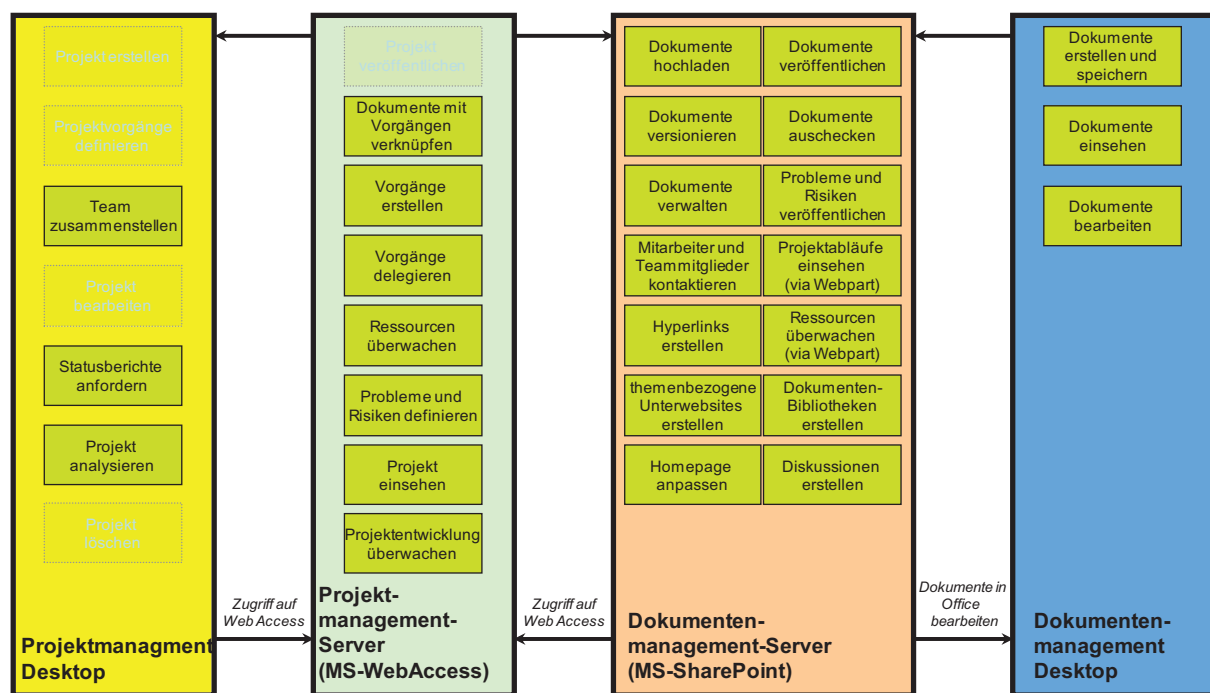 Projekt erstellen
Projektvorgänge
definieren
Team
zusammenstellen
Projekt
bearbeiten
Statusberichte
anfordern
Projekt
analysieren
Projekt
löschen
Projektmanagment
Desktop
Zugriff auf
Web Access
Projekt
veröffentlichen
Dokumente mit
Vorgängen
verknüpfen
Vorgänge
erstellen
Vorgänge
delegieren
Ressourcen
überwachen
Probleme und
Risiken definieren
Projekt
einsehen
Projektentwicklung
überwachen
Projekt-
management-
Server
(MS-WebAccess)
Zugriff auf
Web Access
Dokumente
hochladen
Dokumente
veröffentlichen
Dokumente
versionieren
Dokumente
auschecken
Dokumente
verwalten
Probleme und
Risiken
veröffentlichen
Mitarbeiter und
Teammitglieder
kontaktieren
Projektabläufe
einsehen
(via Webpart)
Hyperlinks
erstellen
Ressourcen
überwachen
(via Webpart)
themenbezogene
Unterwebsites
erstellen
Dokumenten-
Bibliotheken
erstellen
Homepage
anpassen
Diskussionen
erstellen
Dokumenten-
management-Server
(MS-SharePoint)
Dokumente in
Office
bearbeiten
Dokumente
erstellen und
speichern
Dokumente
einsehen
Dokumente
bearbeiten
Dokumenten-
management
Desktop